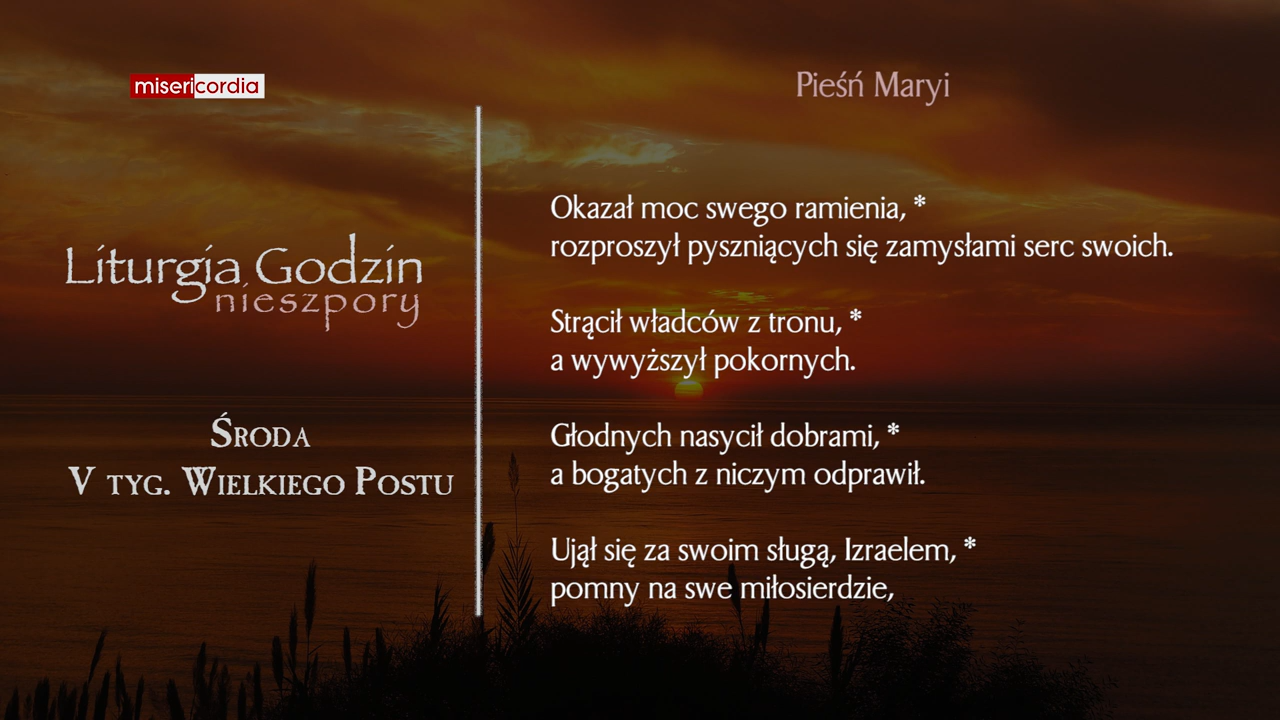 misericordia
Pieśń Maryi
Liturgia Godzin
nieszpory
Środa
V tyg. Wielkiego Postu
Okazał moc swego ramienia, *
rozproszył pyszniących się zamysłami serc swoich.
Strącił władców z tronu, *
a wywyższył pokornych.
Głodnych nasycił dobrami, *
a bogatych z niczym odprawił.
Ujął się za swoim sługą, Izraelem, *
pomny na swe miłosierdzie,